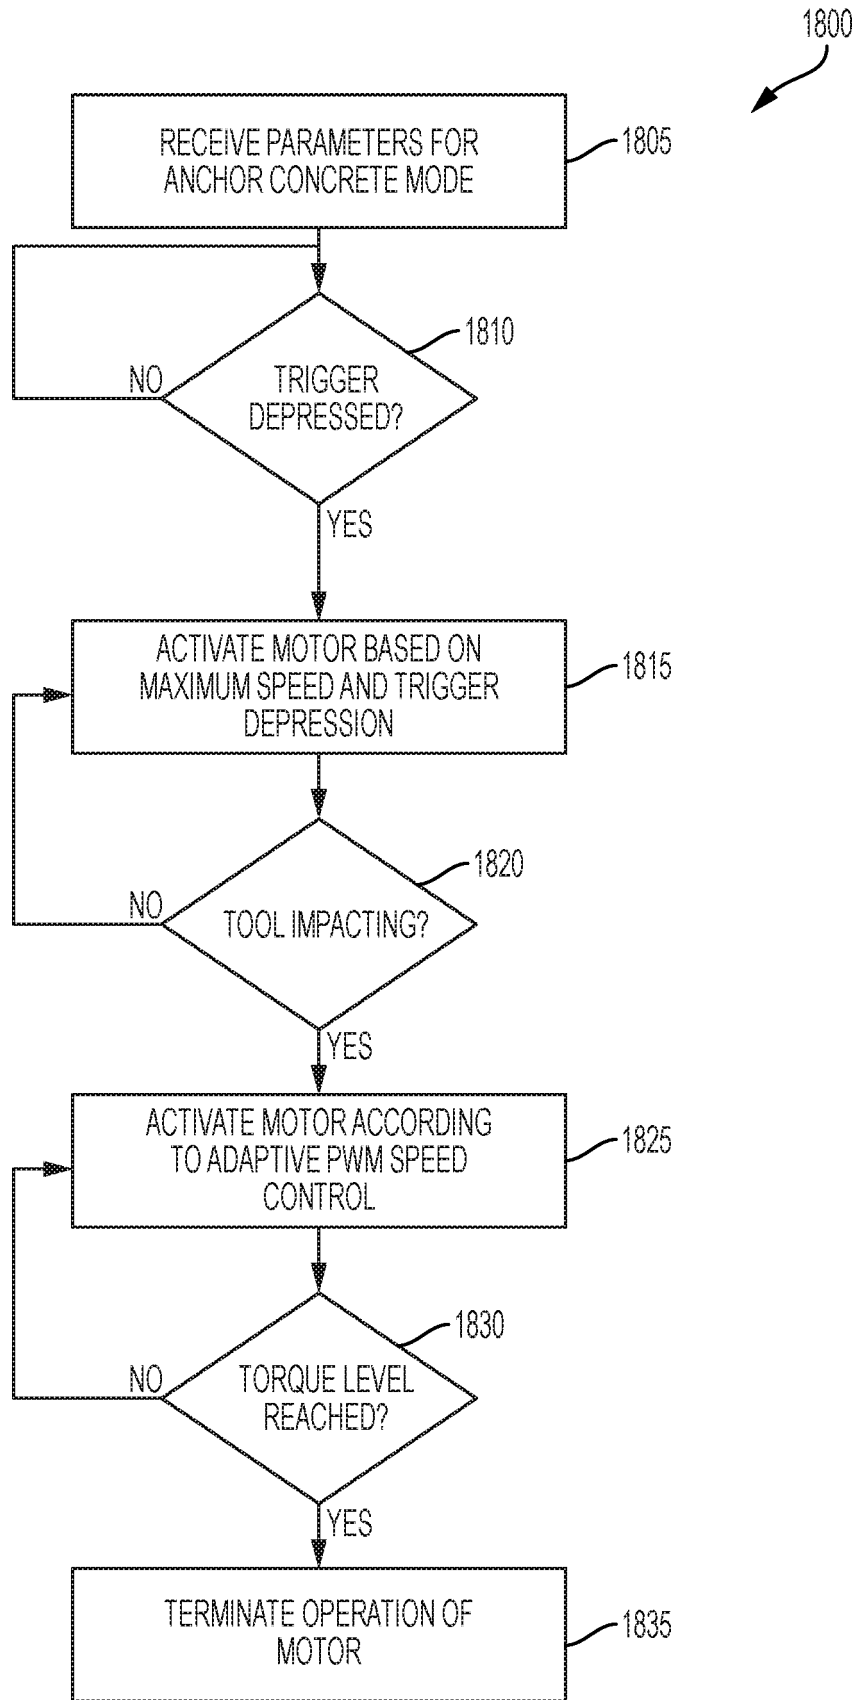 1800
RECEIVE PARAMETERS FOR
ANCHOR CONCRETE MODE
1805
1810
NO
TRIGGER
DEPRESSED?
YES
ACTIVATE MOTOR BASED ON
MAXIMUM SPEED AND TRIGGER
DEPRESSION
1815
1820
NO
TOOL IMPACTING?
YES
ACTIVATE MOTOR ACCORDING
TO ADAPTIVE PWM SPEED
CONTROL
1825
1830
NO
TORQUE LEVEL
REACHED?
YES
TERMINATE OPERATION OF
MOTOR
1835